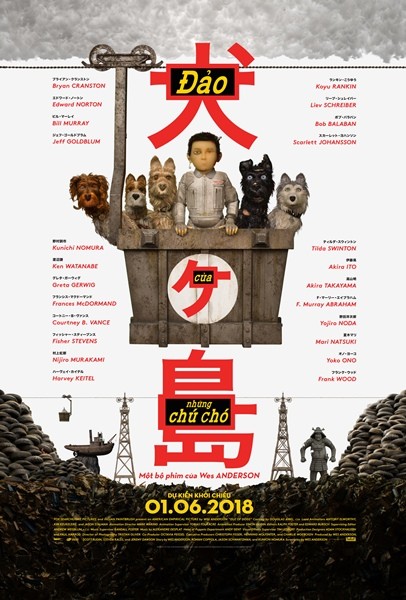 犬
Đảo
ブライアン・クランストン
Bryan CRANSTON
エドワード・ノートン
Edward NORTON
ビル・マーレイ
Bill MURRAY
ジェフ・ゴールドブラム
Jeff GOLDBLUM
Koyu RANKIN
リーブ・シュレイバー
Liev SCHREIBER
ボブ・バラバン
Bob BALABAN
スカーレット・ヨハンソン
Scarlett JOHANSSON
野村訓市
Kunichi NOMURA
渡辺謙
Ken WATANABE
グレタ・ガーウィグ
Greta GERWIG
フランシス・マクドーマンド
Frances McDORMAND
コートニー・B・ヴァンス
Courtney B. VANCE
フィッシャー・スティーブンス
Fisher STEVENS
村上虹郎
Nijiro MURAKAMI
ハーヴェイ・カイテル
Harvey KEITEL
ティルダ・スウィントン
Tilda SWINTON
伊藤晃
Akira ITO
高山明
Akira TAKAYAMA
F・マーリー・エイブラハム
F. Murray ABRAHAM
野田洋次郎
Yojiro NODA
夏木マリ
Mari NATSUKI
オノ・ヨーコ
Yoko ONO
フランク・ウッド
Frank WOOD
ケ
của
島
những
chú chó
Một bộ phim của Wes ANDERSON
DỰ KIẾN KHỞI CHIẾU
01.06.2018